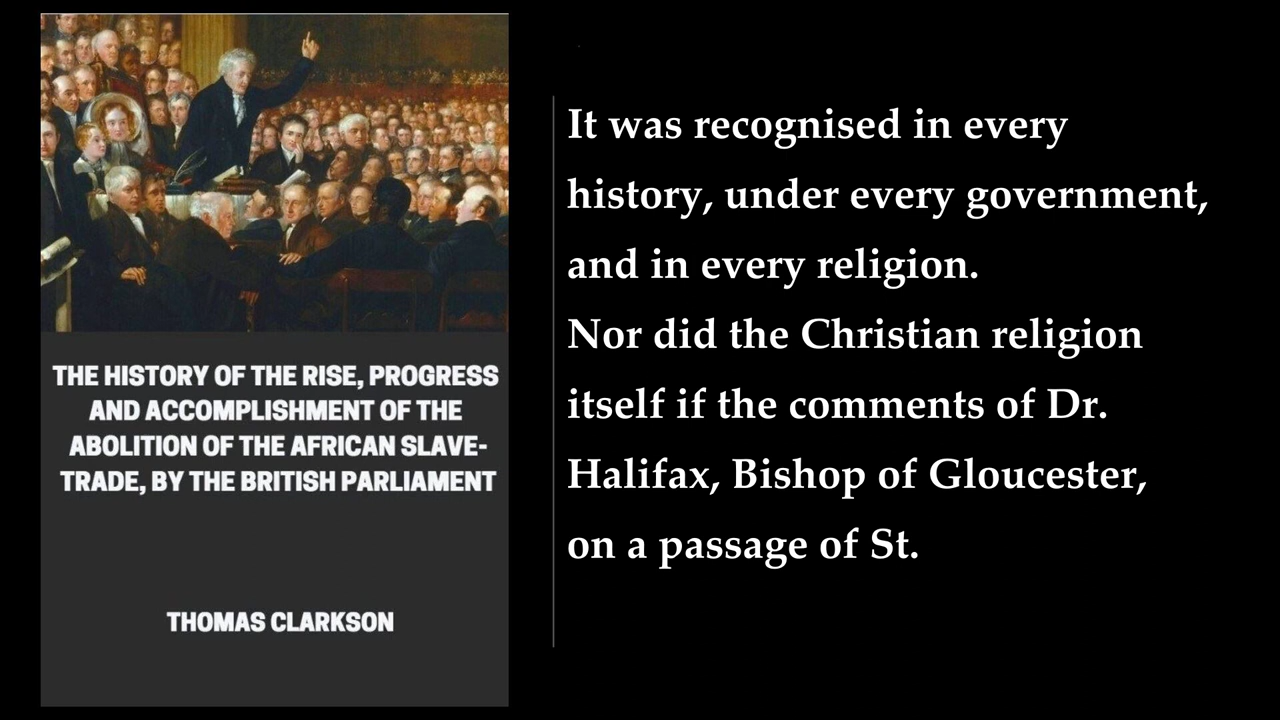 THE HISTORY OF THE RISE, PROGRESS
AND ACCOMPLISHMENT OF THE
ABOLITION OF THE AFRICAN SLAVE-
TRADE, BY THE BRITISH PARLIAMENT
THOMAS CLARKSON
It was recognised in every
history, under every government,
and in every religion.
Nor did the Christian religion
itself if the comments of Dr.
Halifax, Bishop of Gloucester,
on a passage of St.